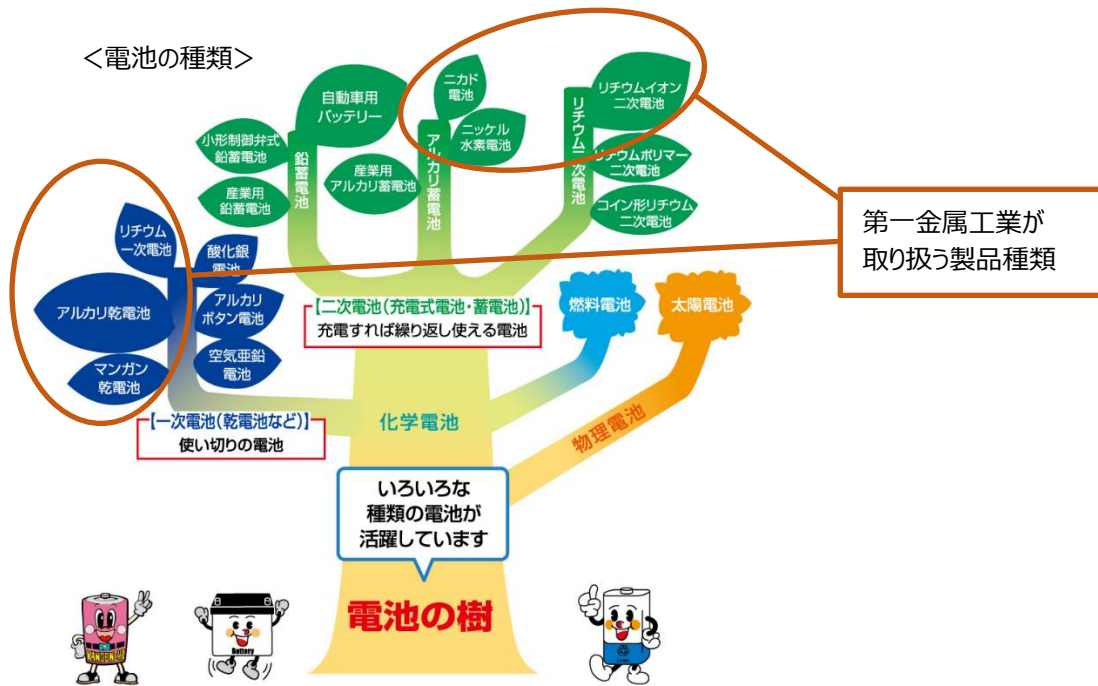 ＜電池の種類＞
自動車用
バッテリー
小形制御弁式
鉛蓄電池
産業用
鉛蓄電池
鉛蓄電池
ニカド
電池
ニッケル
水素電池
産業用
アルカリ蓄電池
アルカリ蓄電池
リチウムイオン
二次電池
リチウムポリマー
二次電池
コイン形リチウム
二次電池
リチウム二次電池
第一金属工業が
取り扱う製品種類
リチウム
一次電池
酸化銀
電池
アルカリ乾電池
アルカリ
ボタン電池
マンガン
乾電池
空気亜鉛
電池
【二次電池（充電式電池・蓄電池）】
充電すれば繰り返し使える電池
燃料電池
太陽電池
【一次電池（乾電池など）】
使い切りの電池
化学電池
物理電池
いろいろな
種類の電池が
活躍しています
電池の樹
Battery